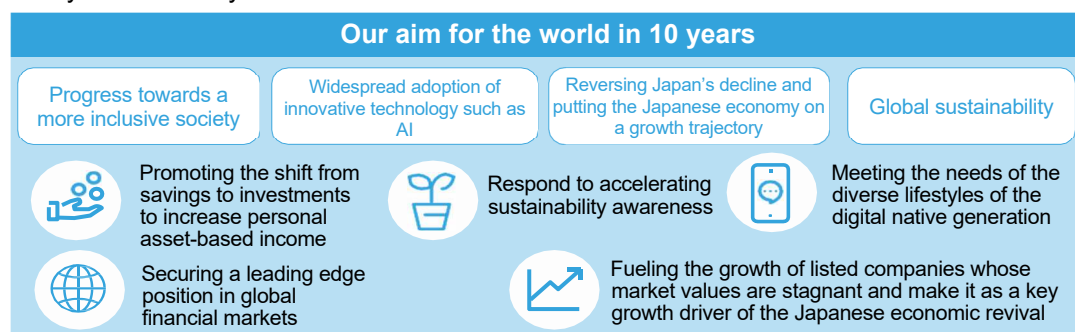 Our aim for the world in 10 years
Progress towards a
more inclusive society
Widespread adoption of
innovative technology such as
AI
Reversing Japan's decline and
putting the Japanese economy on
a growth trajectory
Global sustainability
Promoting the shift from
savings to investments
to increase personal
asset-based income
Respond to accelerating
sustainability awareness
Meeting the needs of the
diverse lifestyles of the
digital native generation
Securing a leading edge
position in global
financial markets
Fueling the growth of listed companies whose
market values are stagnant and make it as a key
growth driver of the Japanese economic revival